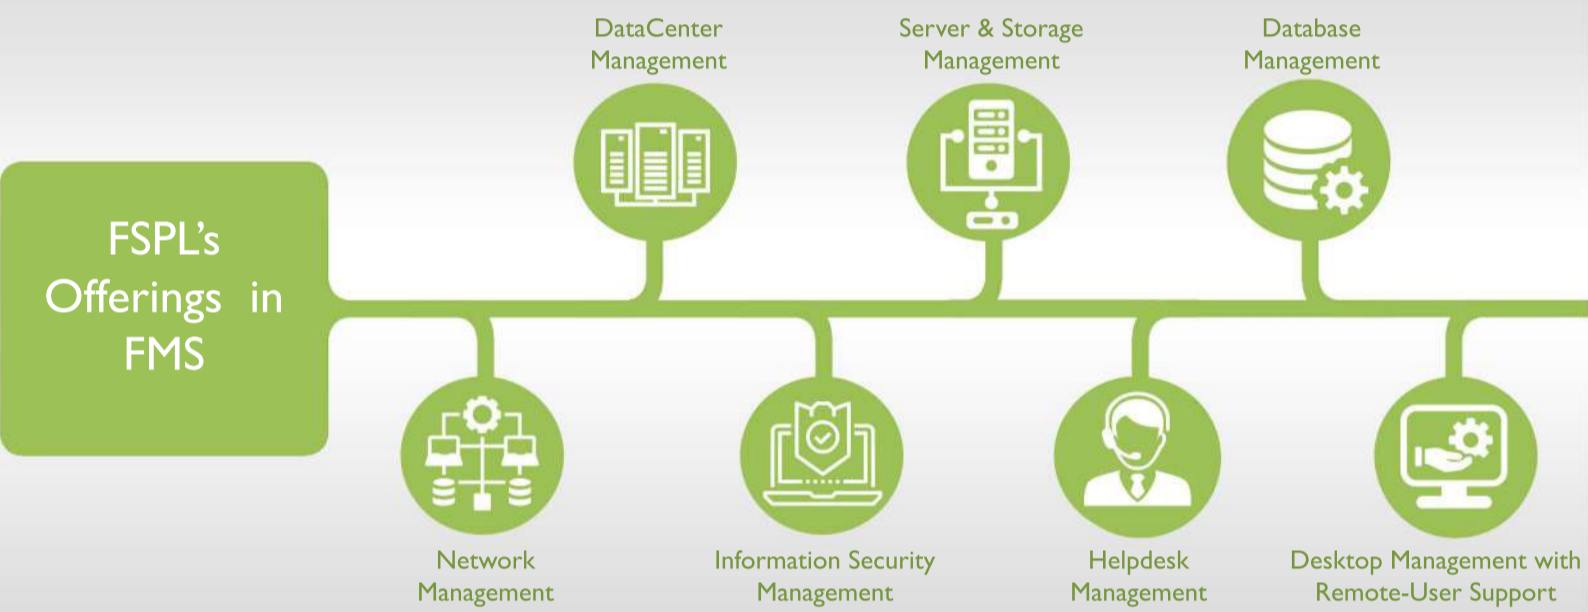 DataCenter
Management
Server & Storage
Management
Database
Management
FSPL’s
Offerings in
FMS
Network
Management
Information Security
Management
Helpdesk
Management
Desktop Management with
Remote-User Support